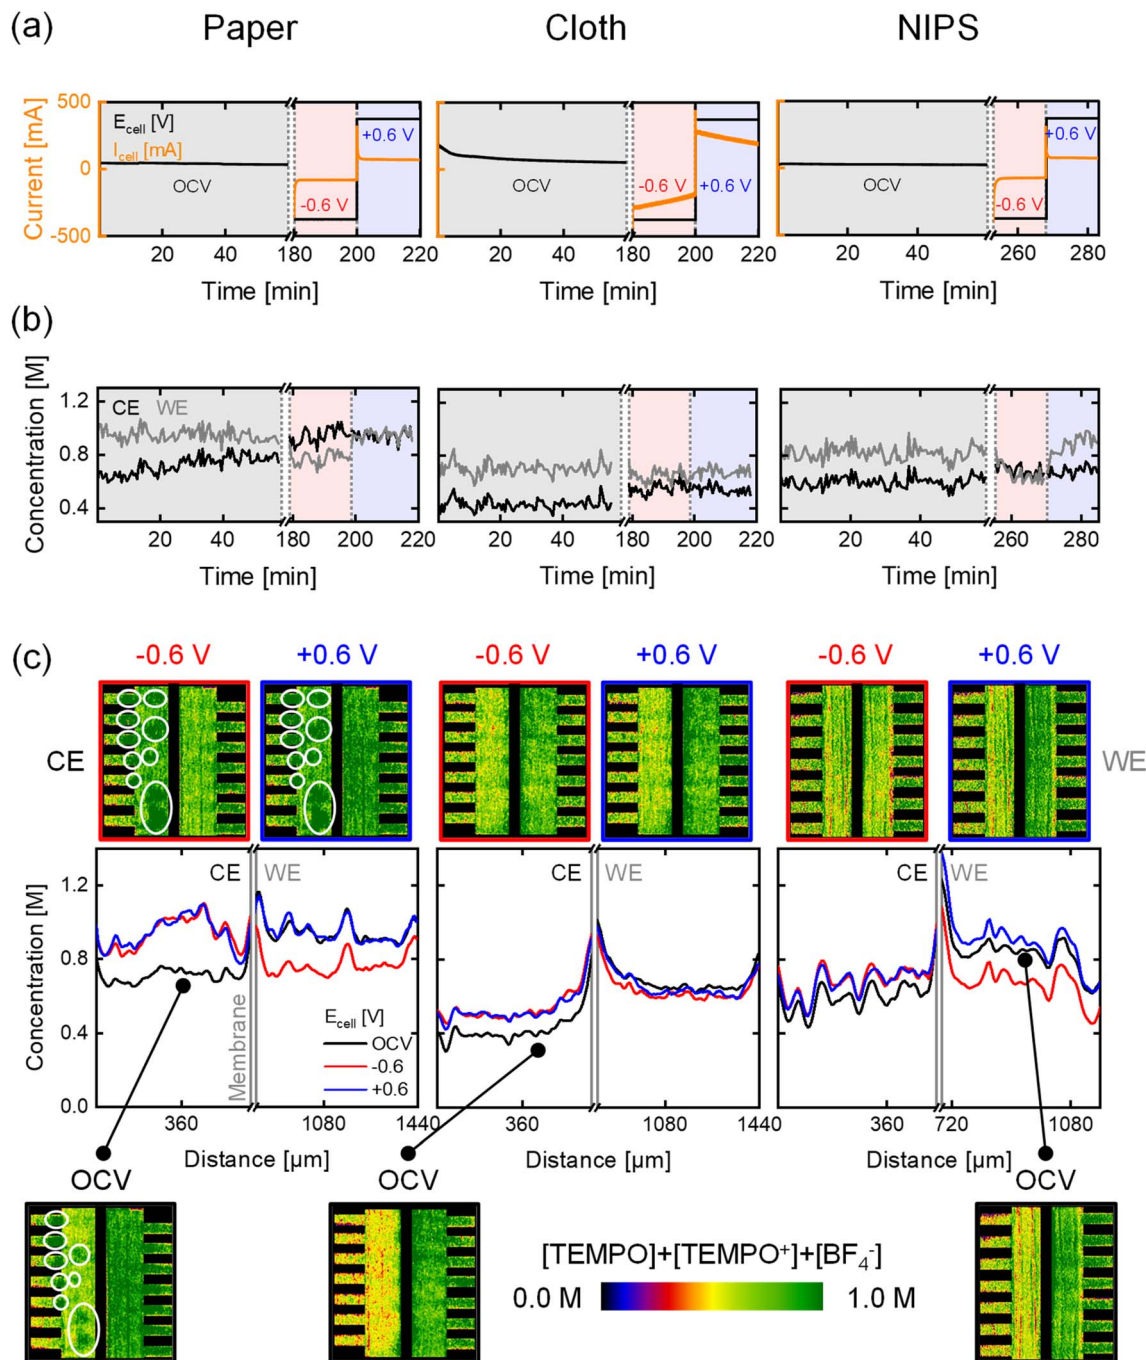 (a)
Paper
Cloth
NIPS
500
0
-500
Current [mA]
E_cell [V]
I_cell [mA]
OCV
-0.6 V
+0.6 V
OCV
-0.6 V
+0.6 V
OCV
-0.6 V
+0.6 V
20 40 180 200 220
20 40 180 200 220
20 40 260 280
Time [min]
Time [min]
Time [min]
(b)
1.2
0.8
0.4
Concentration [M]
CE WE
20 40 180 200 220
20 40 180 200 220
20 40 260 280
Time [min]
Time [min]
Time [min]
(c)
-0.6 V
+0.6 V
-0.6 V
+0.6 V
-0.6 V
+0.6 V
CE
WE
1.2
0.8
0.4
0.0
Concentration [M]
CE WE
CE WE
CE WE
Membrane
E_cell [V]
OCV
-0.6
+0.6
360 1080 1440
360 1080 1440
360 720 1080
Distance [µm]
Distance [µm]
Distance [µm]
OCV
OCV
OCV
[TEMPO]+[TEMPO⁺]+[BF₄⁻]
0.0 M
1.0 M